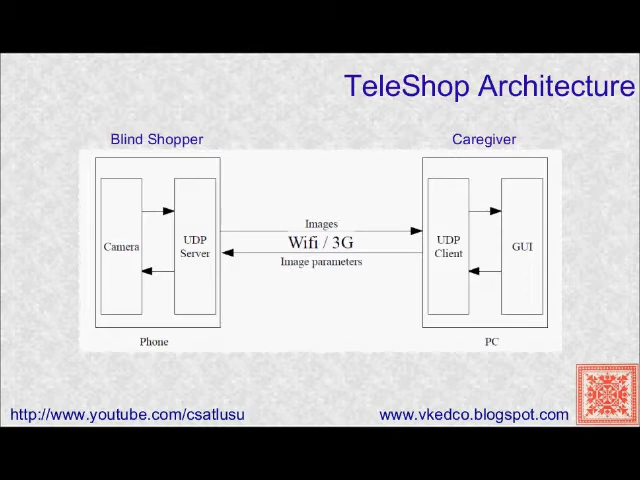 TeleShop Architecture
Blind Shopper
Caregiver
Camera
UDP
Server
Images
Wifi / 3G
Image parameters
UDP
Client
GUI
Phone
PC
http://www.youtube.com/csatlusu
www.vkedco.blogspot.com